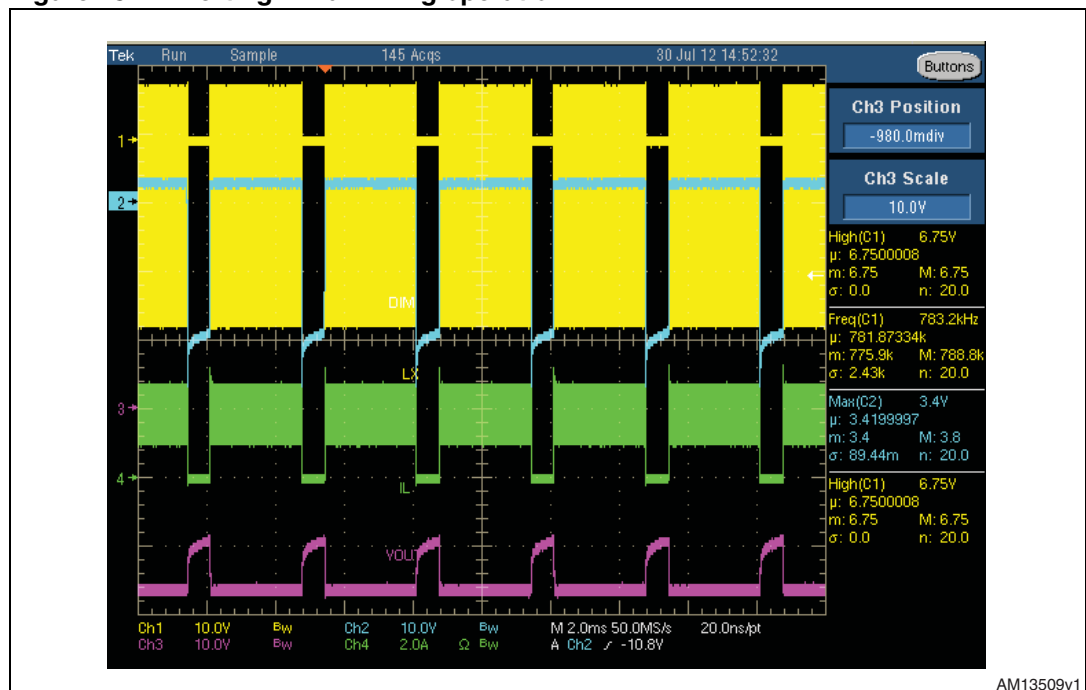 Tek Run Sample 145 Acqs 30 Jul 12 14:52:32
Buttons
Ch3 Position
-980.0mdiv
Ch3 Scale
10.0V
1
2
3
4
DIM
LX
IL
VOUT
High(C1) 6.75V
μ: 6.7500008
m: 6.75 M: 6.75
σ: 0.0 n: 20.0
Freq(C1) 783.2kHz
μ: 781.87334k
m: 775.9k M: 788.8k
σ: 2.43k n: 20.0
Max(C2) 3.4V
μ: 3.4199997
m: 3.4 M: 3.8
σ: 89.44m n: 20.0
High(C1) 6.75V
μ: 6.7500008
m: 6.75 M: 6.75
σ: 0.0 n: 20.0
Ch1 10.0V Bw Ch2 10.0V Bw M 2.0ms 50.0MS/s 20.0ns/pt
Ch3 10.0V Bw Ch4 2.0A Ω Bw A Ch2 -10.8V
AM13509v1